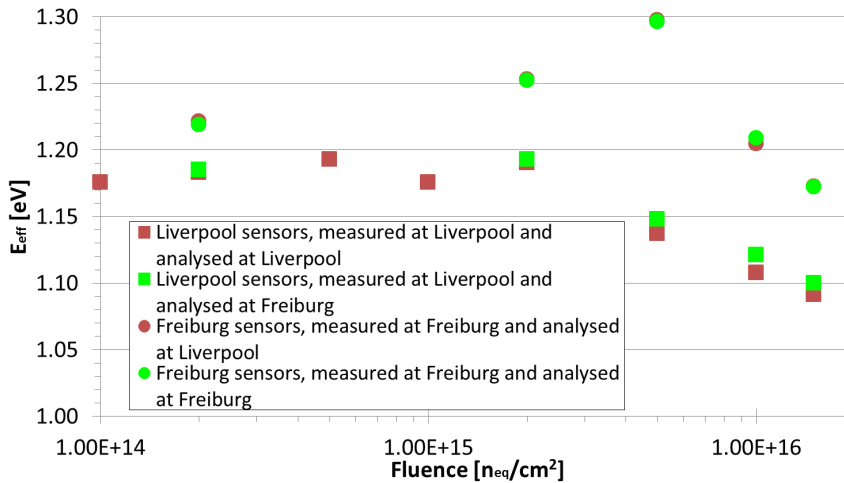 1.30
1.25
1.20
1.15
1.10
1.05
1.00
Eeff [eV]
Liverpool sensors, measured at Liverpool and
analysed at Liverpool
Liverpool sensors, measured at Liverpool and
analysed at Freiburg
Freiburg sensors, measured at Freiburg and analysed
at Liverpool
Freiburg sensors, measured at Freiburg and analysed
at Freiburg
1.00E+14 1.00E+15 1.00E+16
Fluence [neq/cm²]